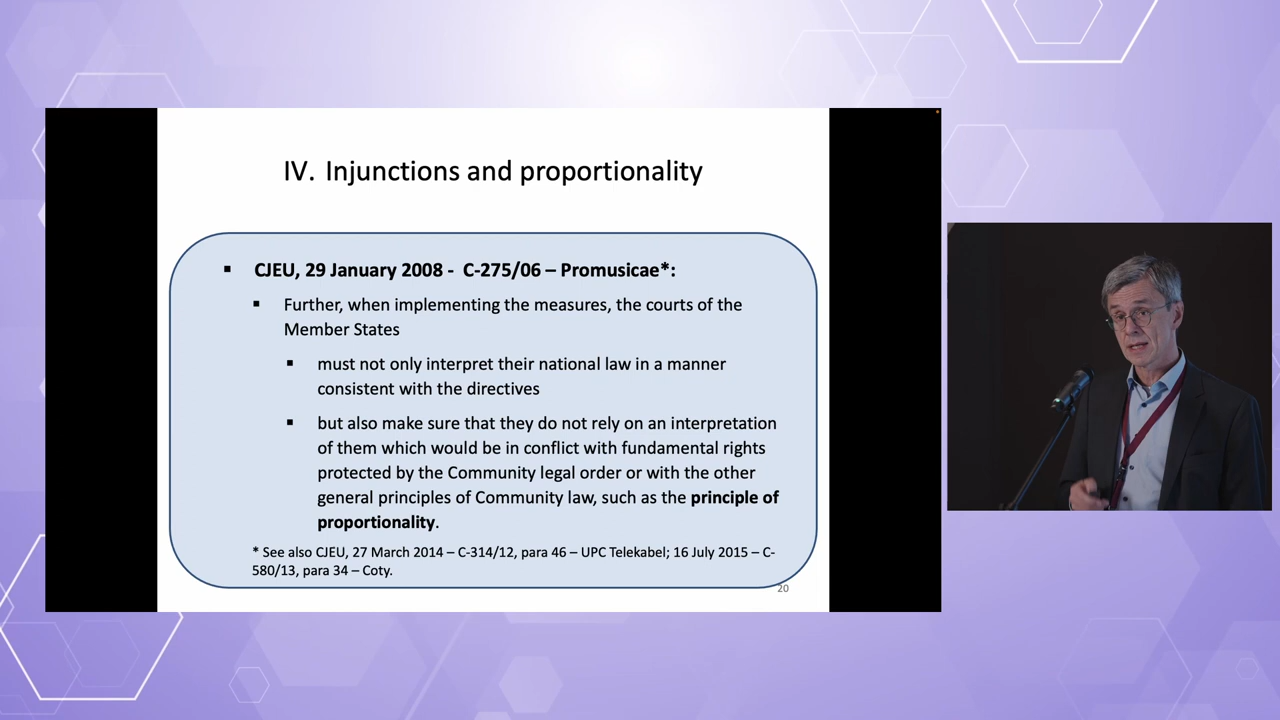 IV. Injunctions and proportionality
▪ CJEU, 29 January 2008 - C-275/06 – Promusicae*:
▪ Further, when implementing the measures, the courts of the
Member States
▪ must not only interpret their national law in a manner
consistent with the directives
▪ but also make sure that they do not rely on an interpretation
of them which would be in conflict with fundamental rights
protected by the Community legal order or with the other
general principles of Community law, such as the principle of
proportionality.
* See also CJEU, 27 March 2014 – C-314/12, para 46 – UPC Telekabel; 16 July 2015 – C-
580/13, para 34 – Coty.
20